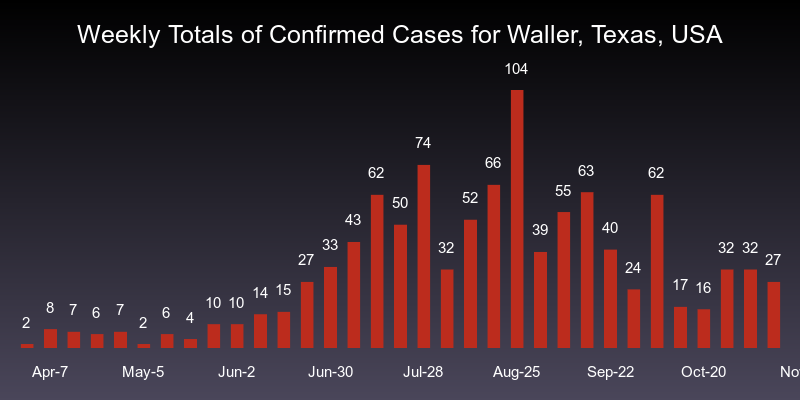 Weekly Totals of Confirmed Cases for Waller, Texas, USA
2 8 7 6 7 2 6 4 10 10 14 15 27 33 43 62 50 74 32 52 66 104 39 55 63 40 24 62 17 16 32 32 27
Apr-7 May-5 Jun-2 Jun-30 Jul-28 Aug-25 Sep-22 Oct-20